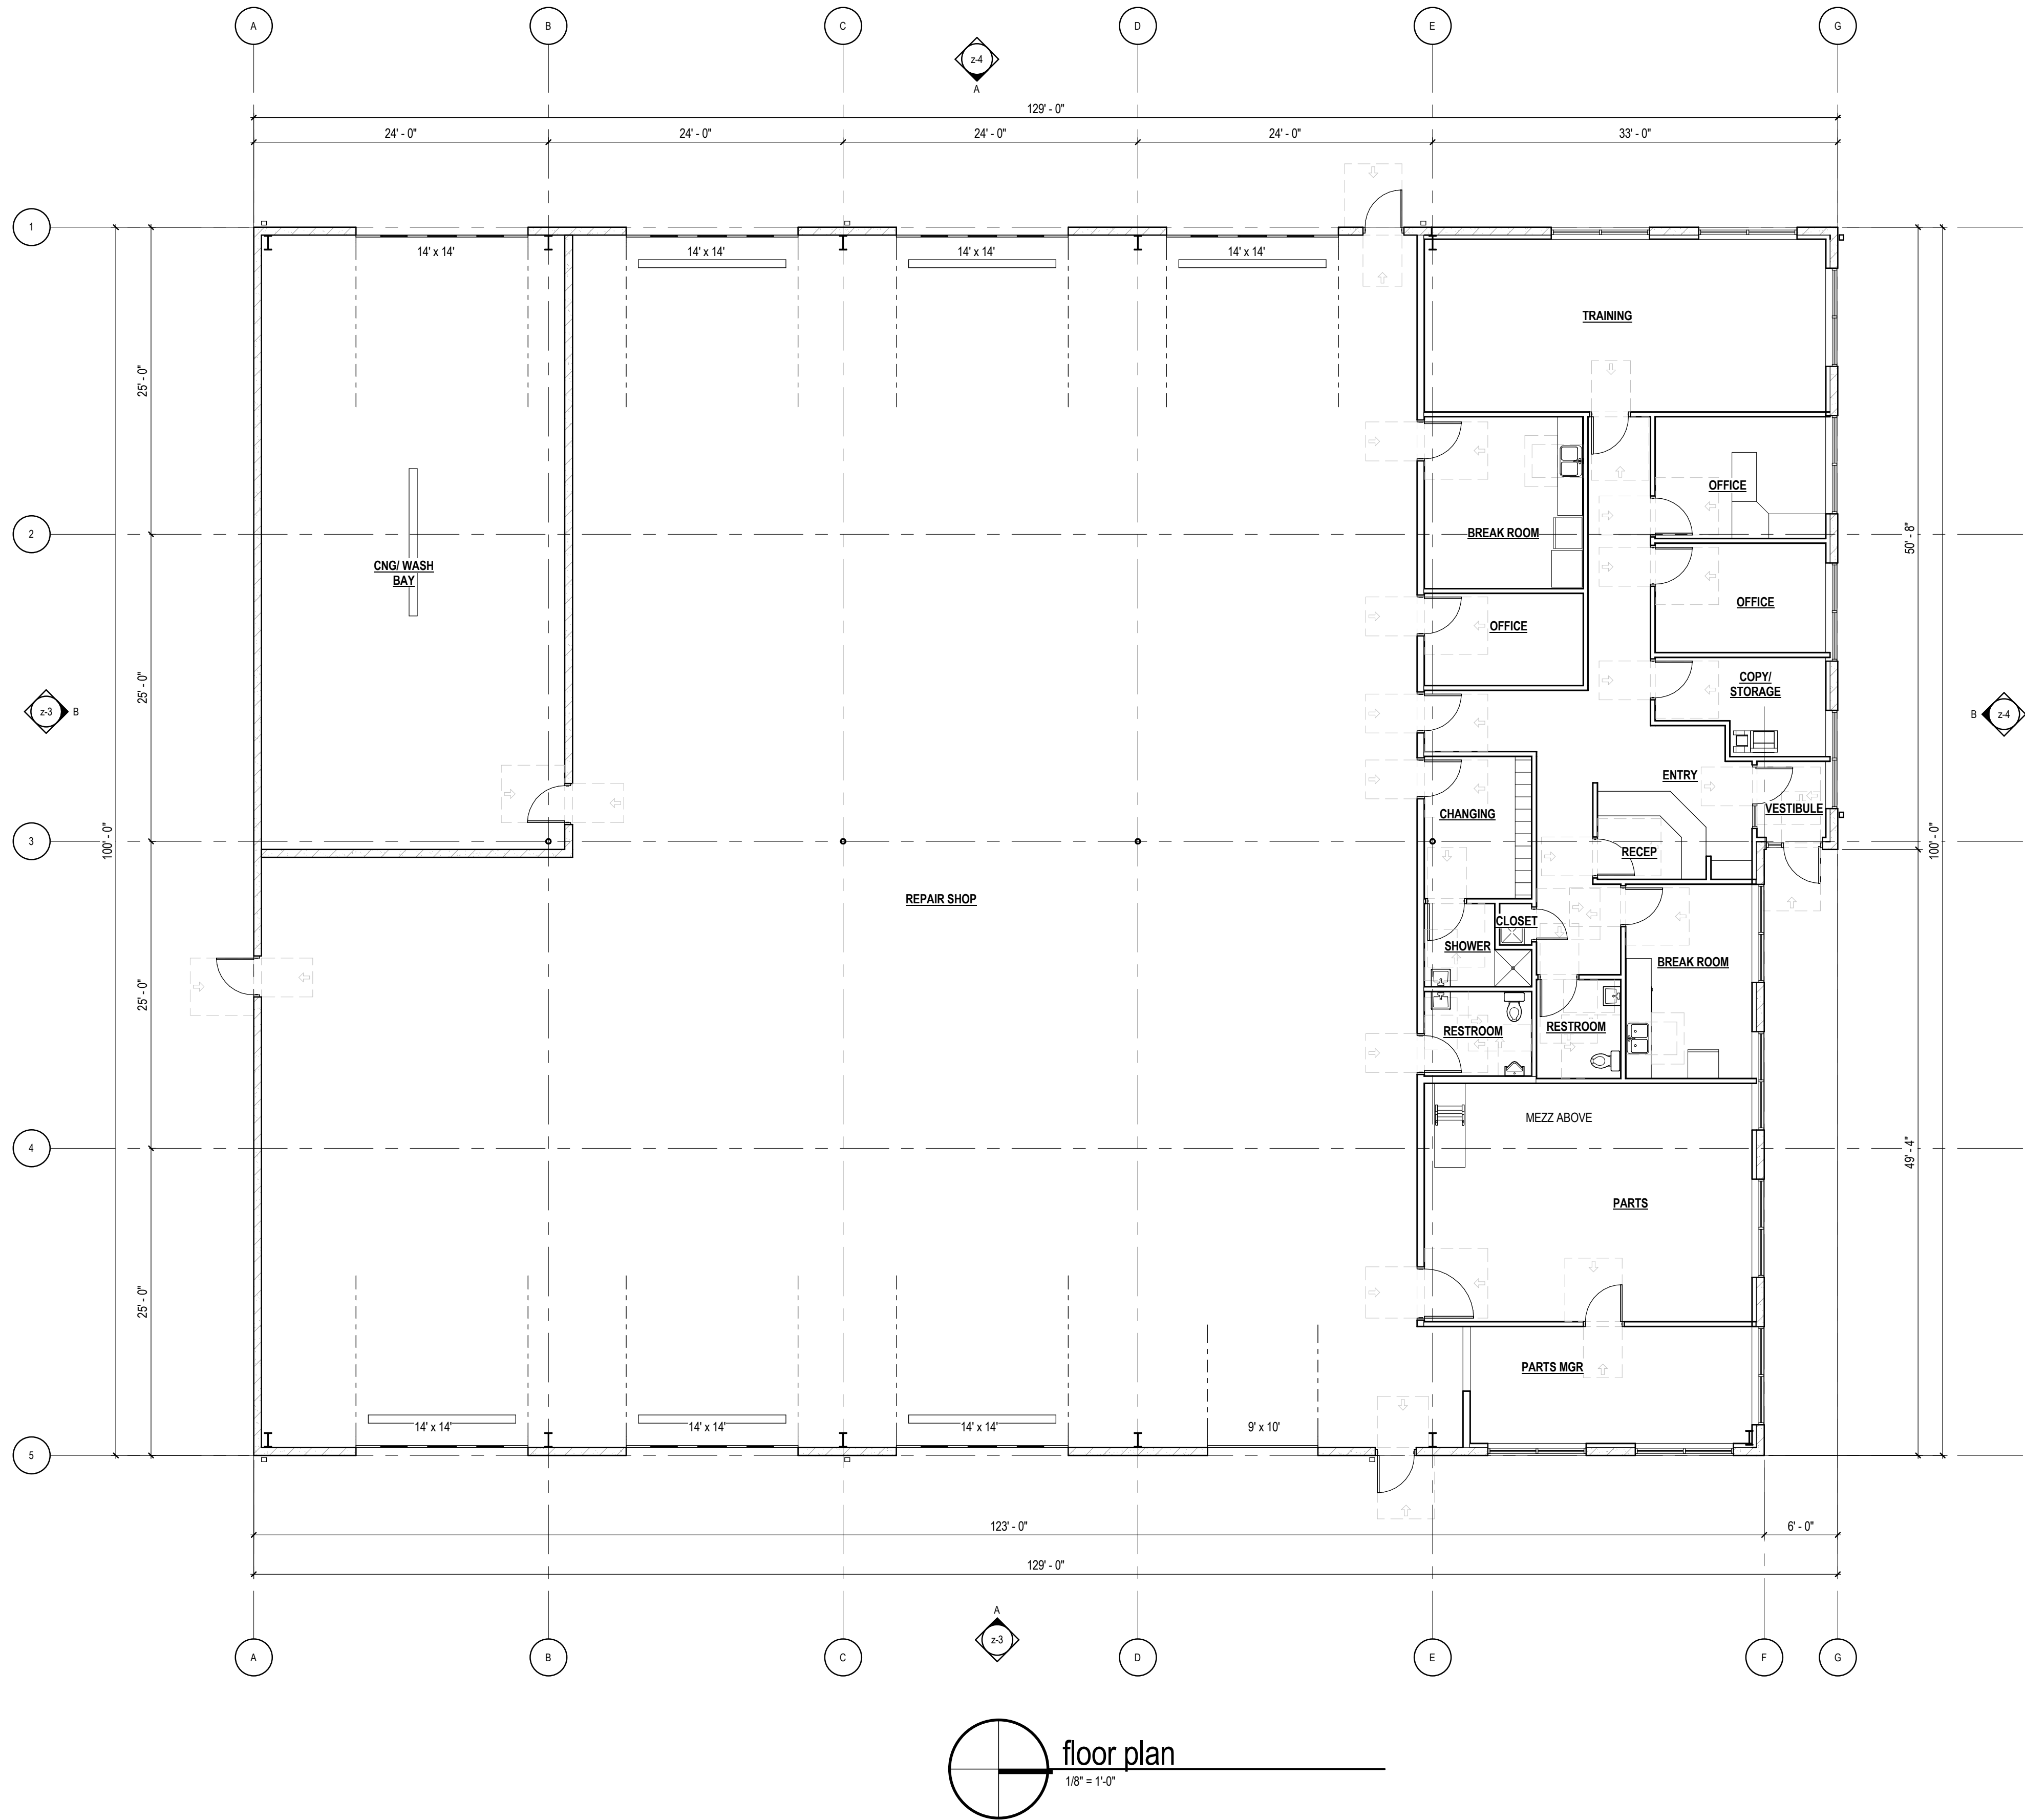 A
B
C
D
E
G
z-4
A
129' - 0"
24' - 0"
24' - 0"
24' - 0"
24' - 0"
33' - 0"
1
14' x 14'
14' x 14'
14' x 14'
14' x 14'
TRAINING
25' - 0"
OFFICE
2
BREAK ROOM
50' - 8"
CNG/ WASH
BAY
OFFICE
OFFICE
25' - 0"
COPY/
STORAGE
z-3
B
B
z-4
ENTRY
VESTIBULE
CHANGING
3
100' - 0"
100' - 0"
RECEP
REPAIR SHOP
CLOSET
SHOWER
BREAK ROOM
25' - 0"
RESTROOM
RESTROOM
MEZZ ABOVE
4
49' - 4"
PARTS
25' - 0"
PARTS MGR
14' x 14'
14' x 14'
14' x 14'
9' x 10'
5
123' - 0"
6' - 0"
129' - 0"
A
z-3
A
B
C
D
E
F
G
floor plan
1/8" = 1'-0"